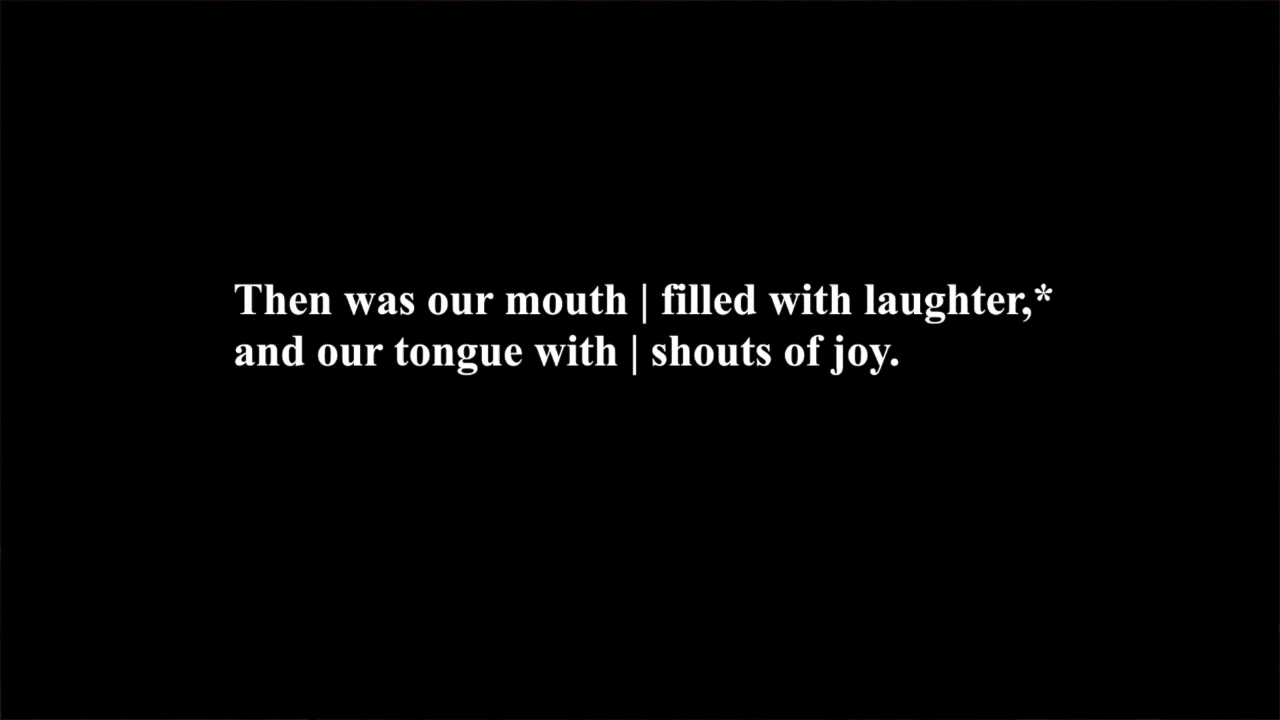 Then was our mouth | filled with laughter,*
and our tongue with | shouts of joy.